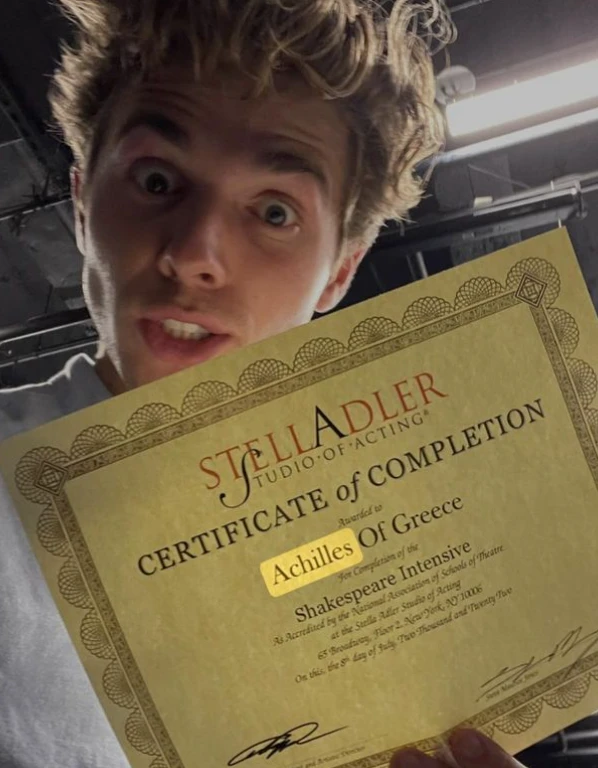 STELLADLER
STUDIO·OF·ACTING®
CERTIFICATE of COMPLETION
Awarded to
Achilles Of Greece
For Completion of the
Shakespeare Intensive
As Accredited by the National Association of Schools of Theatre
at the Stella Adler Studio of Acting
65 Broadway, Floor 2, New York, NY 10006
On this, the 8th day of July, Two Thousand and Twenty Two
Artistic Director